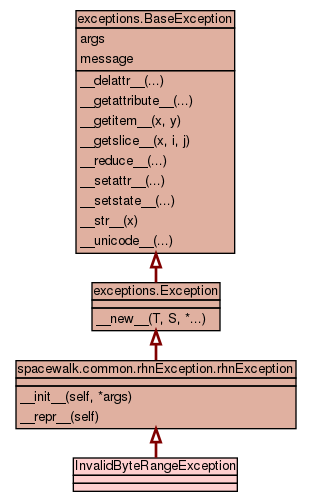 exceptions.BaseException
args
message
__delattr__(...)
__getattribute__(...)
__getitem__(x, y)
__getslice__(x, i, j)
__reduce__(...)
__setattr__(...)
__setstate__(...)
__str__(x)
__unicode__(...)
exceptions.Exception
__new__(T, S, *...)
spacewalk.common.rhnException.rhnException
__init__(self, *args)
__repr__(self)
InvalidByteRangeException